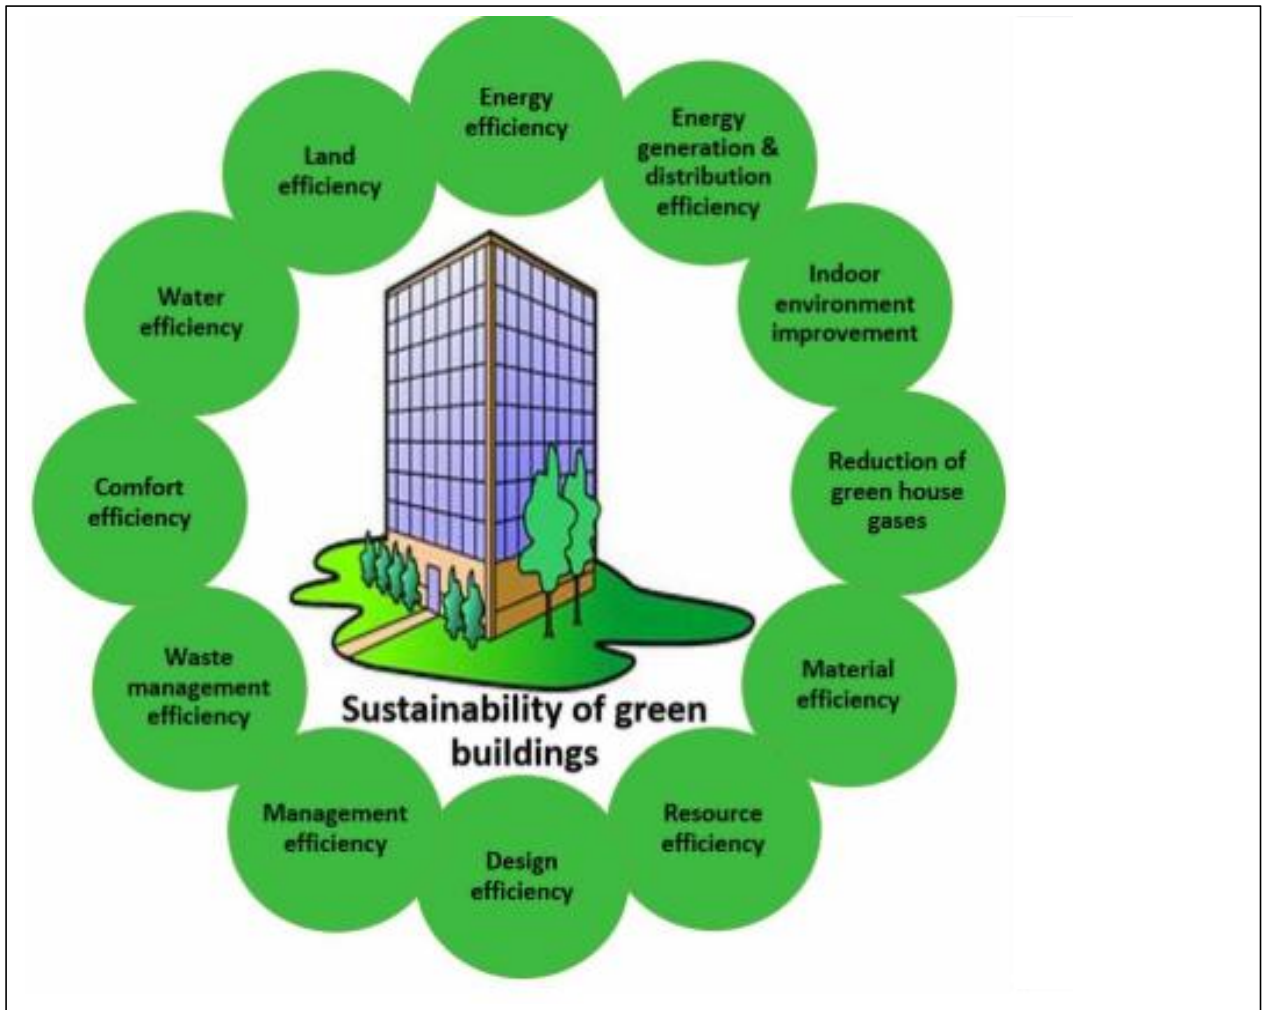 Energy
efficiency
Energy
generation &
distribution
efficiency
Indoor
environment
improvement
Reduction of
green house
gases
Material
efficiency
Resource
efficiency
Design
efficiency
Management
efficiency
Waste
management
efficiency
Comfort
efficiency
Water
efficiency
Land
efficiency
Sustainability of green
buildings